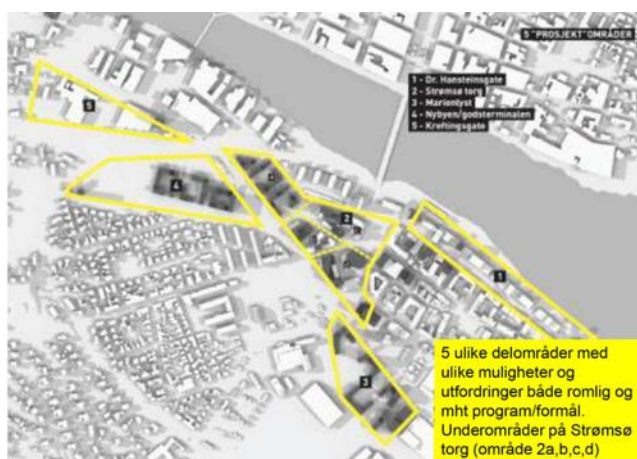 5 "PROSJEKT"OMRÅDER
1 - Dr. Hansteinsgate
2 - Strømsø torg
3 - Marienlyst
4 - Nybyen/godsterminalen
5 - Kreftingsgate
5
4
2
1
3
5 ulike delområder med
ulike muligheter og
utfordringer både romlig og
mht program/formål.
Underområder på Strømsø
torg (område 2a,b,c,d)